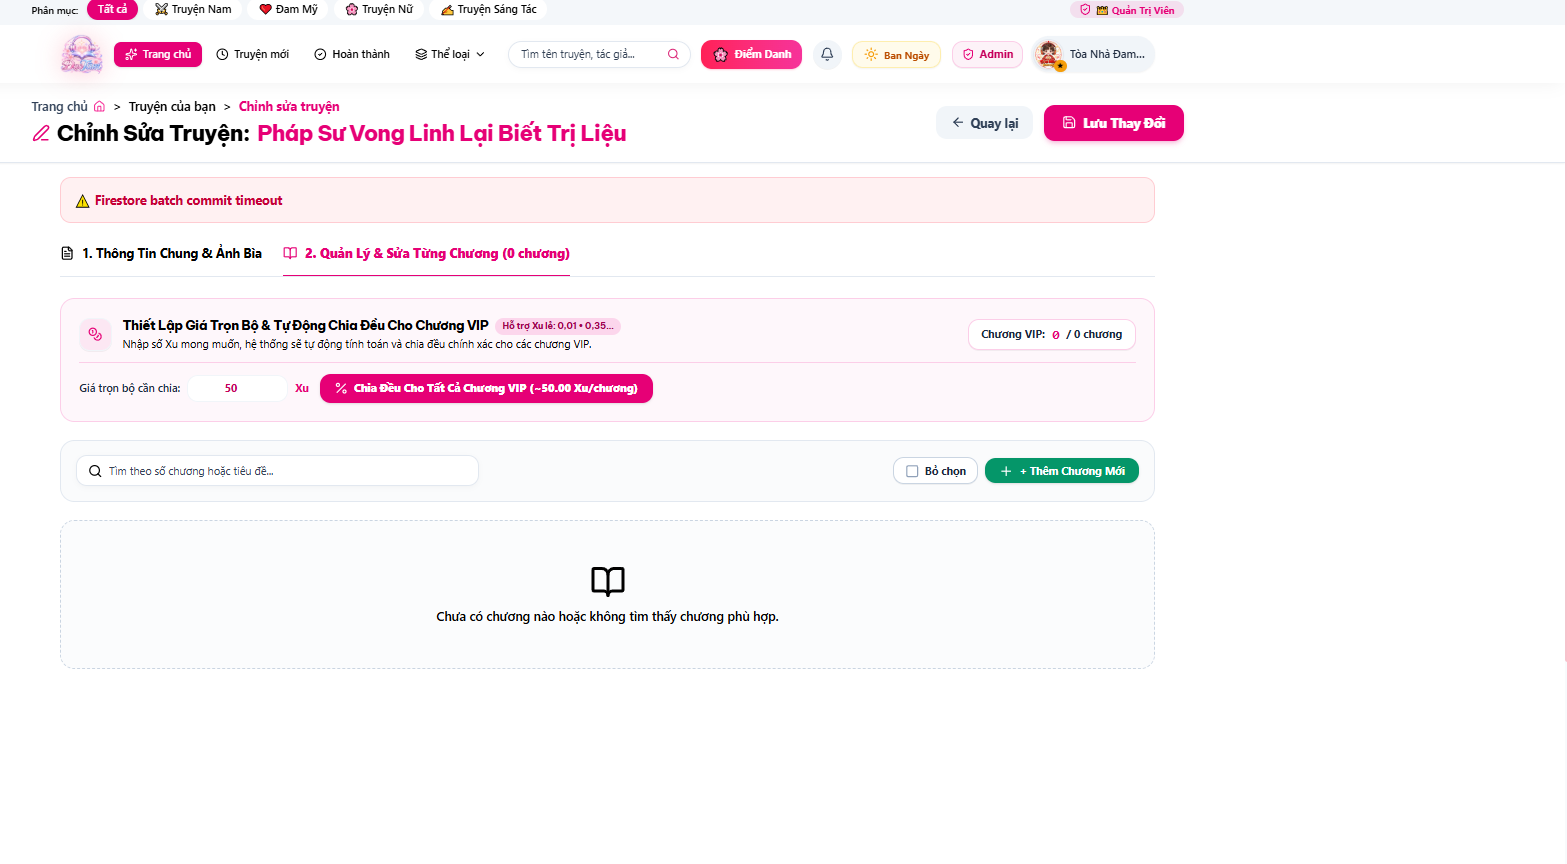 Phân mục: Tất cả Truyện Nam Đam Mỹ Truyện Nữ Truyện Sáng Tác Quản Trị Viên
Trang chủ Truyện mới Hoàn thành Thể loại Tìm tên truyện, tác giả... Điểm Danh Ban Ngày Admin Tòa Nhà Đam...
Trang chủ > Truyện của bạn > Chỉnh sửa truyện
Chỉnh Sửa Truyện: Pháp Sư Vong Linh Lại Biết Trị Liệu
Quay lại Lưu Thay Đổi
Firestore batch commit timeout
1. Thông Tin Chung & Ảnh Bìa 2. Quản Lý & Sửa Từng Chương (0 chương)
Thiết Lập Giá Trọn Bộ & Tự Động Chia Đều Cho Chương VIP Hỗ trợ Xu lẻ: 0,01 • 0,35...
Nhập số Xu mong muốn, hệ thống sẽ tự động tính toán và chia đều chính xác cho các chương VIP.
Chương VIP: 0 / 0 chương
Giá trọn bộ cần chia: 50 Xu Chia Đều Cho Tất Cả Chương VIP (~50.00 Xu/chương)
Tìm theo số chương hoặc tiêu đề... Bỏ chọn + Thêm Chương Mới
Chưa có chương nào hoặc không tìm thấy chương phù hợp.